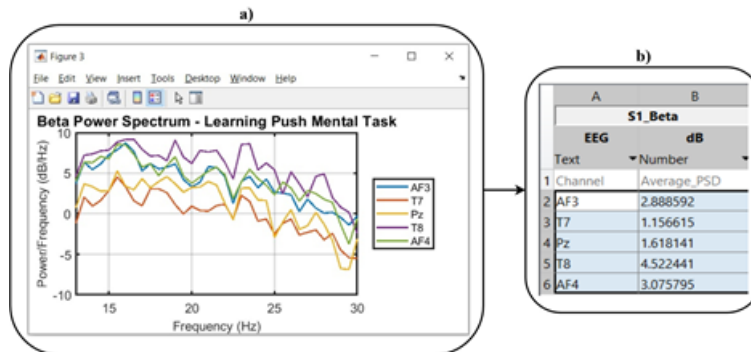 a)
Figure 3
File Edit View Insert Tools Desktop Window Help
Beta Power Spectrum - Learning Push Mental Task
Power/Frequency (dB/Hz)
10
5
0
-5
-10
15 20 25 30
Frequency (Hz)
AF3
T7
Pz
T8
AF4
b)
A B
S1_Beta
EEG dB
Text Number
1 Channel Average_PSD
2 AF3 2.888592
3 T7 1.156615
4 Pz 1.618141
5 T8 4.522441
6 AF4 3.075795